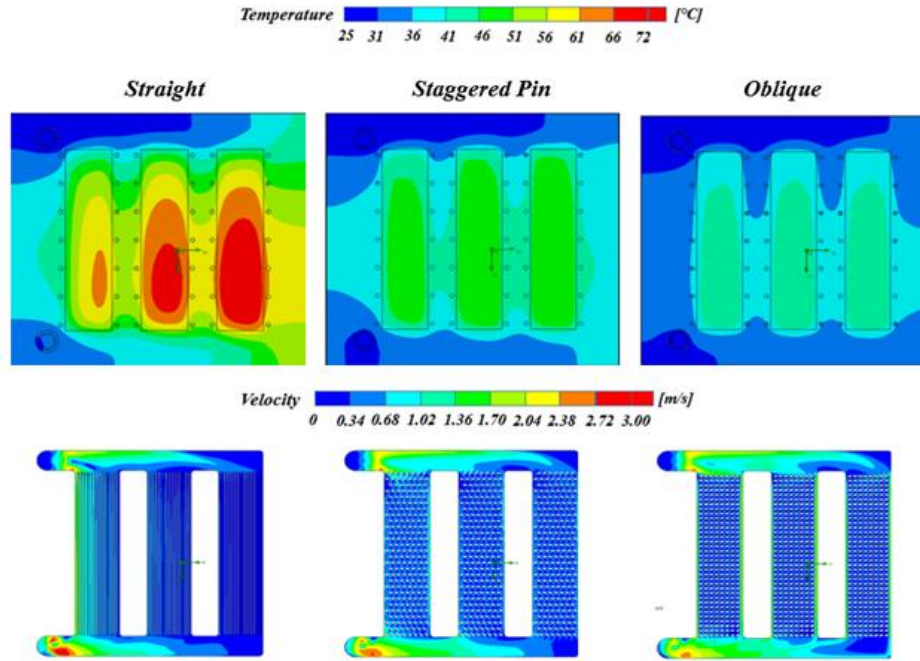 Temperature [°C]
25 31 36 41 46 51 56 61 66 72
Straight Staggered Pin Oblique
Velocity [m/s]
0 0.34 0.68 1.02 1.36 1.70 2.04 2.38 2.72 3.00